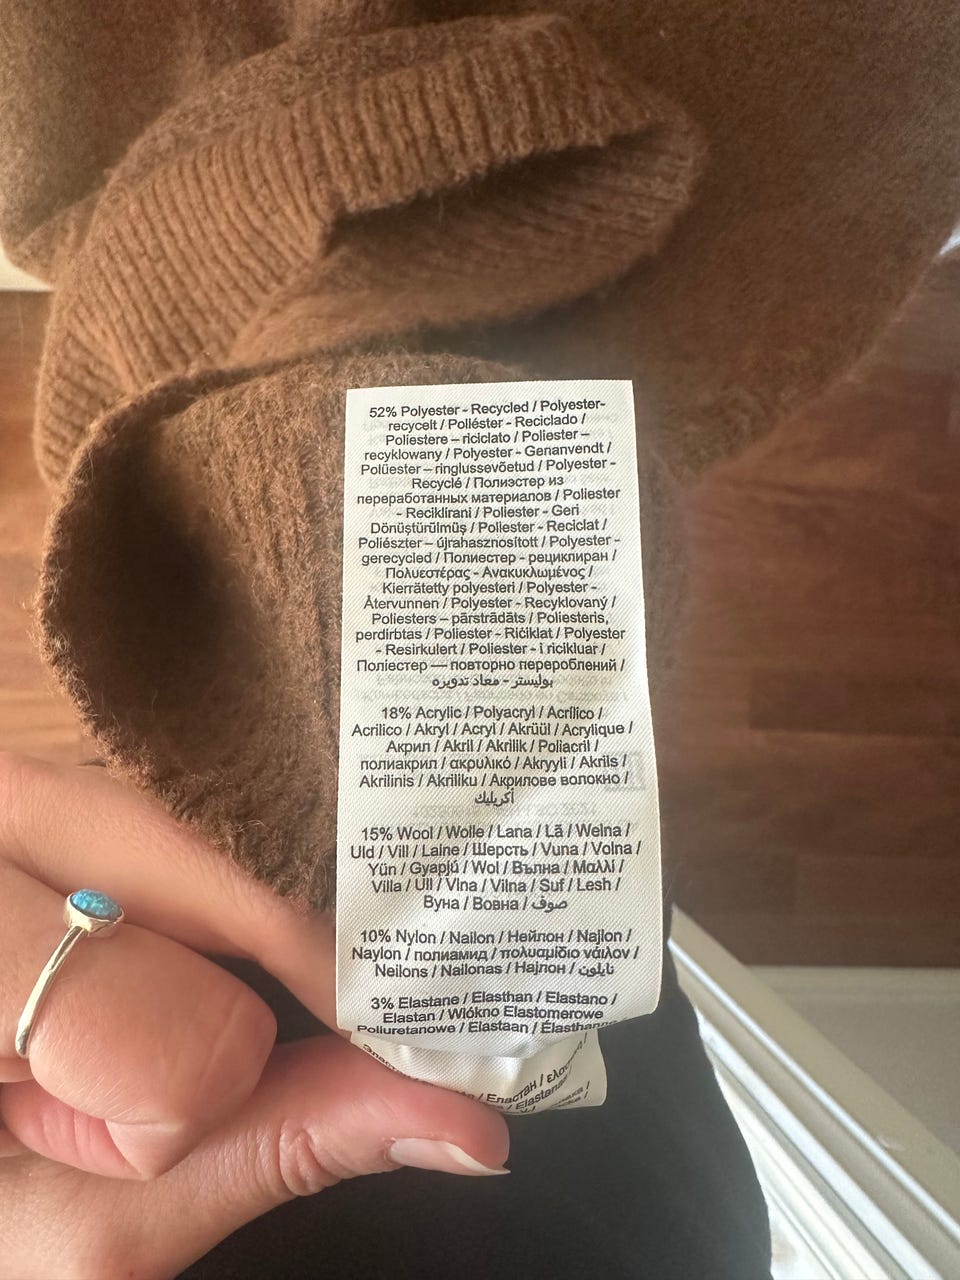 52% Polyester - Recycled / Polyester-
recycelt / Poliéster - Reciclado /
Poliestere – riciclato / Poliester –
recyklowany / Polyester - Genanvendt /
Polüester – ringlussevõetud / Polyester -
Recyclé / Полиэстер из
переработанных материалов / Poliester
- Reciklirani / Poliester - Geri
Dönüştürülmüş / Poliester - Reciclat /
Poliészter – újrahasznosított / Polyester -
gerecycled / Полиестер - рециклиран /
Πολυεστέρας - Ανακυκλωμένος /
Kierrätetty polyesteri / Polyester -
Återvunnen / Polyester - Recyklovaný /
Poliesters – pārstrādāts / Poliesteris,
perdirbtas / Poliester - Ričiklat / Polyester
- Resirkulert / Poliester - i ricikluar /
Поліестер — повторно перероблений /
بوليستر - معاد تدويره
18% Acrylic / Polyacryl / Acrílico /
Acrilico / Akryl / Acryl / Akrüül / Acrylique /
Акрил / Akril / Akrilik / Poliacril /
полиакрил / ακρυλικό / Akryyli / Akrils /
Akrilinis / Akriliku / Акрилове волокно /
أكريليك
15% Wool / Wolle / Lana / Lã / Wełna /
Uld / Vill / Laine / Шерсть / Vuna / Volna /
Yün / Gyapjú / Wol / Вълна / Μαλλί /
Villa / Ull / Vlna / Vilna / Suf / Lesh /
Вуна / Вовна / صوف
10% Nylon / Nailon / Нейлон / Najlon /
Naylon / полиамид / πολυαμίδιο νάιλον /
Neilons / Nailonas / Најлон / نايلون
3% Elastane / Elasthan / Elastano /
Elastan / Włókno Elastomerowe
Poliuretanowe / Elastaan / Élasthanne
/ Еластан /
/ Elastanas